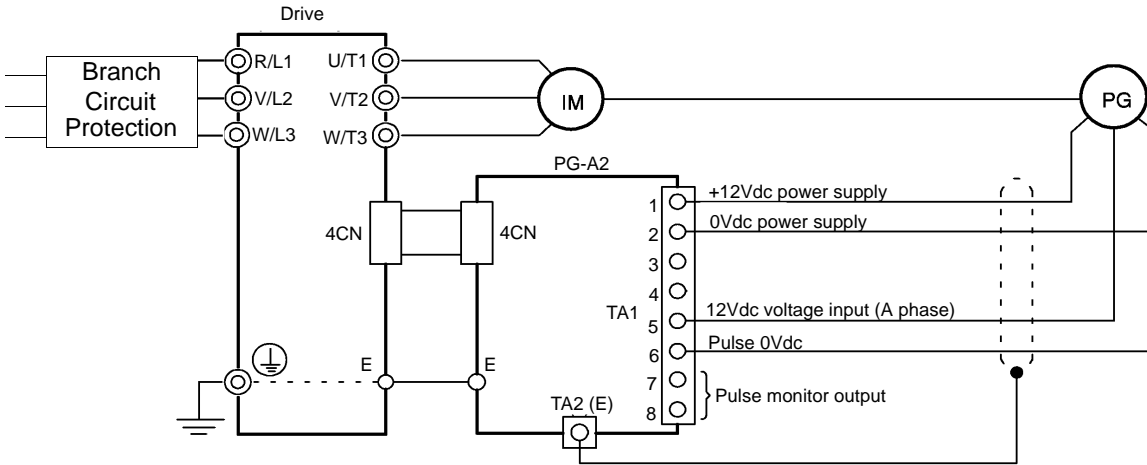 Drive
Branch
Circuit
Protection
R/L1
V/L2
W/L3
U/T1
V/T2
W/T3
IM
PG
PG-A2
4CN
4CN
TA1
1
2
3
4
5
6
7
8
+12Vdc power supply
0Vdc power supply
12Vdc voltage input (A phase)
Pulse 0Vdc
Pulse monitor output
E
E
TA2 (E)